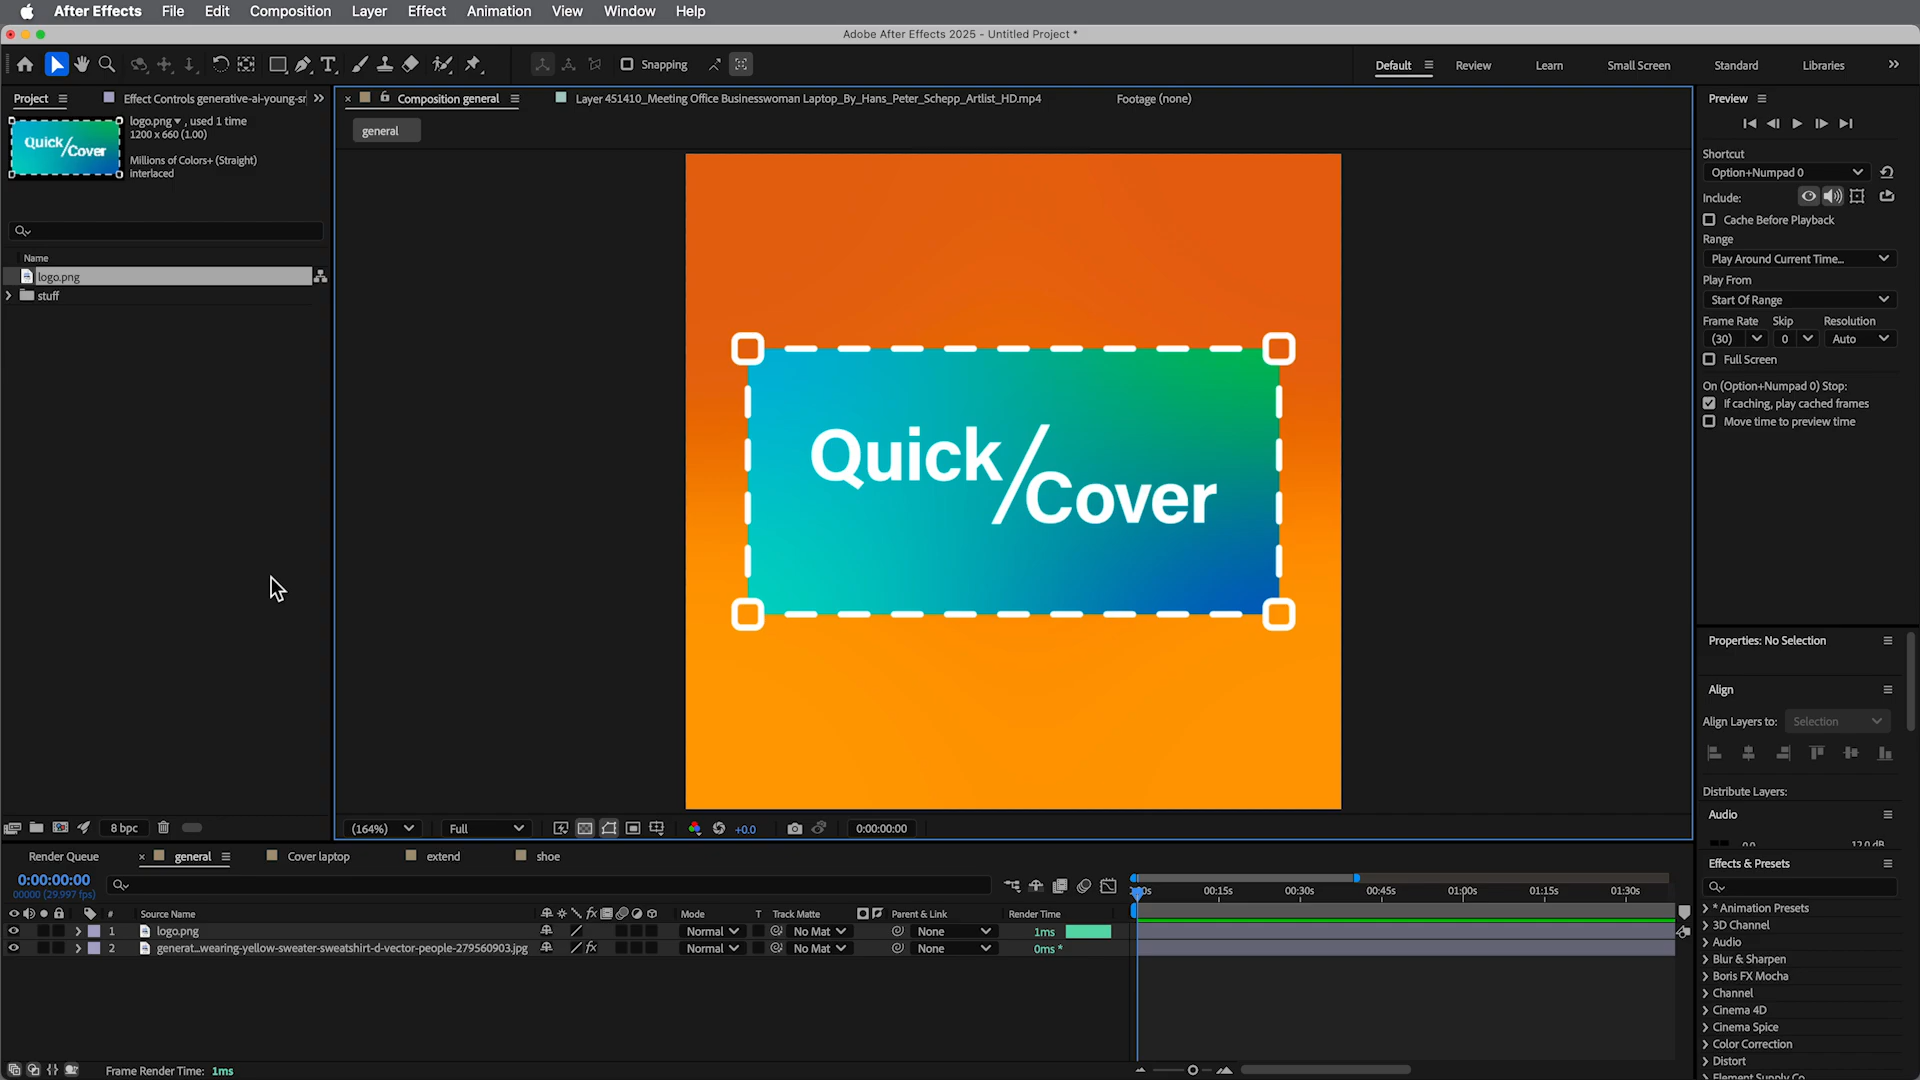 After Effects File Edit Composition Layer Effect Animation View Window Help
Adobe After Effects 2025 - Untitled Project *
Snapping
Default Review Learn Small Screen Standard Libraries
Project
Effect Controls generative-ai-young-sr
logo.png , used 1 time
1200 x 660 (1.00)
Millions of Colors+ (Straight)
interlaced
Quick/Cover
Name
logo.png
stuff
8 bpc
Composition general
Layer 451410_Meeting Office Businesswoman Laptop_By_Hans_Peter_Schepp_Artlist_HD.mp4
Footage (none)
general
Quick/Cover
(164%)
Full
+0.0
0:00:00:00
Preview
Shortcut
Option+Numpad 0
Include:
Cache Before Playback
Range
Play Around Current Time...
Play From
Start Of Range
Frame Rate Skip Resolution
(30) 0 Auto
Full Screen
On (Option+Numpad 0) Stop:
If caching, play cached frames
Move time to preview time
Properties: No Selection
Align
Align Layers to: Selection
Distribute Layers:
Audio
Effects & Presets
* Animation Presets
3D Channel
Audio
Blur & Sharpen
Boris FX Mocha
Channel
Cinema 4D
Cinema Spice
Color Correction
Distort
Render Queue general Cover laptop extend shoe
0:00:00:00
00000 (29.997 fps)
00:15s 00:30s 00:45s 01:00s 01:15s 01:30s
# Source Name Mode T Track Matte Parent & Link Render Time
1 logo.png Normal No Mat None 1ms
2 generat...wearing-yellow-sweater-sweatshirt-d-vector-people-279560903.jpg Normal No Mat None 0ms *
Frame Render Time: 1ms